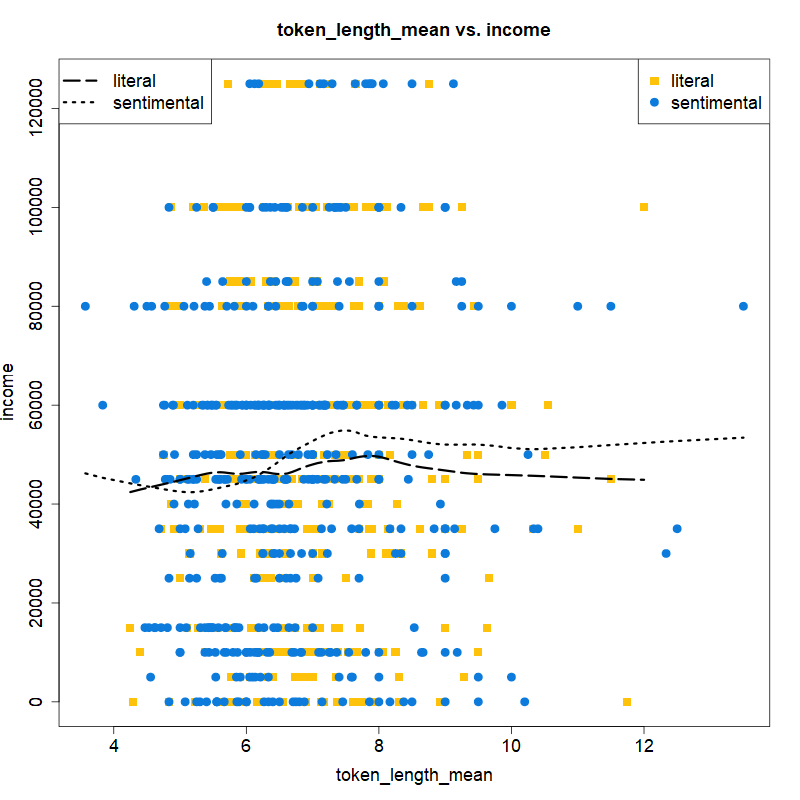 token_length_mean vs. income
literal
sentimental
literal
sentimental
120000
100000
80000
60000
40000
20000
0
income
4 6 8 10 12
token_length_mean